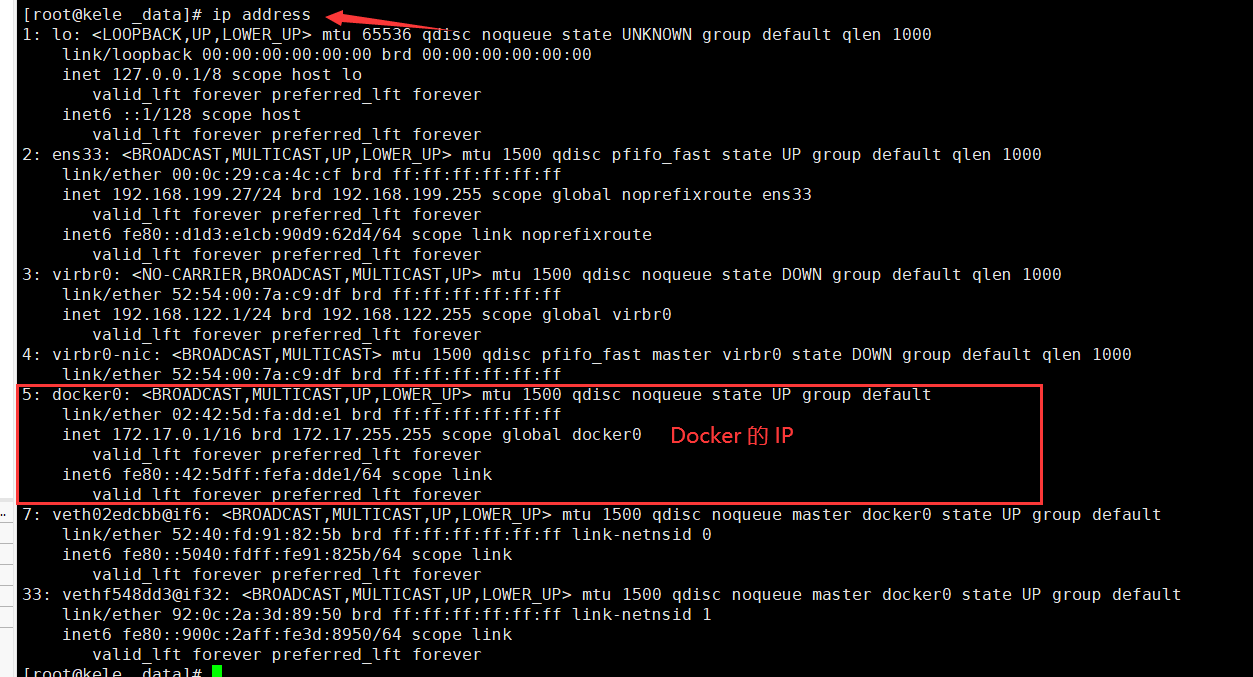 [root@kele _data]# ip address
1: lo: <LOOPBACK,UP,LOWER_UP> mtu 65536 qdisc noqueue state UNKNOWN group default qlen 1000
link/loopback 00:00:00:00:00:00 brd 00:00:00:00:00:00
inet 127.0.0.1/8 scope host lo
valid_lft forever preferred_lft forever
inet6 ::1/128 scope host
valid_lft forever preferred_lft forever
2: ens33: <BROADCAST,MULTICAST,UP,LOWER_UP> mtu 1500 qdisc pfifo_fast state UP group default qlen 1000
link/ether 00:0c:29:ca:4c:cf brd ff:ff:ff:ff:ff:ff
inet 192.168.199.27/24 brd 192.168.199.255 scope global noprefixroute ens33
valid_lft forever preferred_lft forever
inet6 fe80::d1d3:e1cb:90d9:62d4/64 scope link noprefixroute
valid_lft forever preferred_lft forever
3: virbr0: <NO-CARRIER,BROADCAST,MULTICAST,UP> mtu 1500 qdisc noqueue state DOWN group default qlen 1000
link/ether 52:54:00:7a:c9:df brd ff:ff:ff:ff:ff:ff
inet 192.168.122.1/24 brd 192.168.122.255 scope global virbr0
valid_lft forever preferred_lft forever
4: virbr0-nic: <BROADCAST,MULTICAST> mtu 1500 qdisc pfifo_fast master virbr0 state DOWN group default qlen 1000
link/ether 52:54:00:7a:c9:df brd ff:ff:ff:ff:ff:ff
5: docker0: <BROADCAST,MULTICAST,UP,LOWER_UP> mtu 1500 qdisc noqueue state UP group default
link/ether 02:42:5d:fa:dd:e1 brd ff:ff:ff:ff:ff:ff
inet 172.17.0.1/16 brd 172.17.255.255 scope global docker0 Docker 的 IP
valid_lft forever preferred_lft forever
inet6 fe80::42:5dff:fefa:dde1/64 scope link
valid_lft forever preferred_lft forever
7: veth02edcbb@if6: <BROADCAST,MULTICAST,UP,LOWER_UP> mtu 1500 qdisc noqueue master docker0 state UP group default
link/ether 52:40:fd:91:82:5b brd ff:ff:ff:ff:ff:ff link-netnsid 0
inet6 fe80::5040:fdff:fe91:825b/64 scope link
valid_lft forever preferred_lft forever
33: vethf548dd3@if32: <BROADCAST,MULTICAST,UP,LOWER_UP> mtu 1500 qdisc noqueue master docker0 state UP group default
link/ether 92:0c:2a:3d:89:50 brd ff:ff:ff:ff:ff:ff link-netnsid 1
inet6 fe80::900c:2aff:fe3d:8950/64 scope link
valid_lft forever preferred_lft forever
[root@kele _data]#